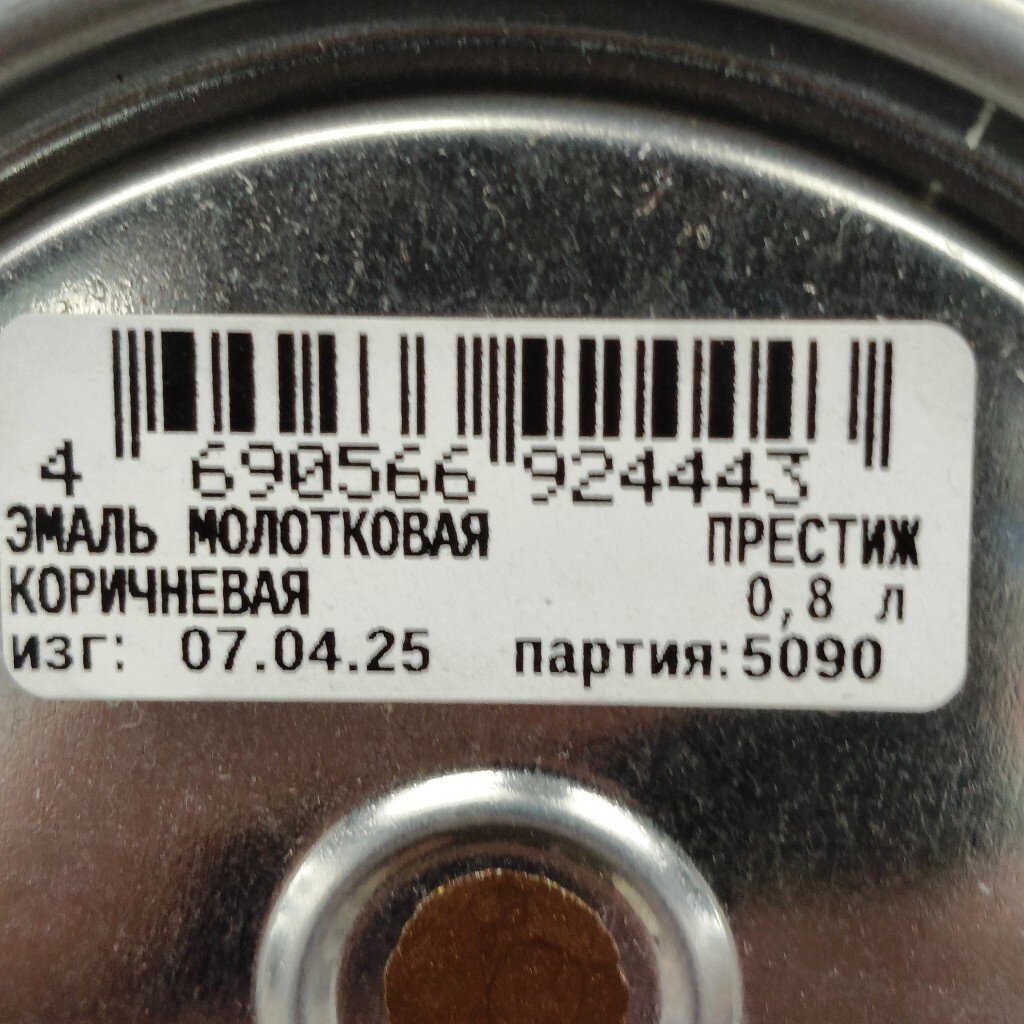 4 690566 924443
ЭМАЛЬ МОЛОТКОВАЯ ПРЕСТИЖ
КОРИЧНЕВАЯ 0,8 л
изг: 07.04.25 партия:5090